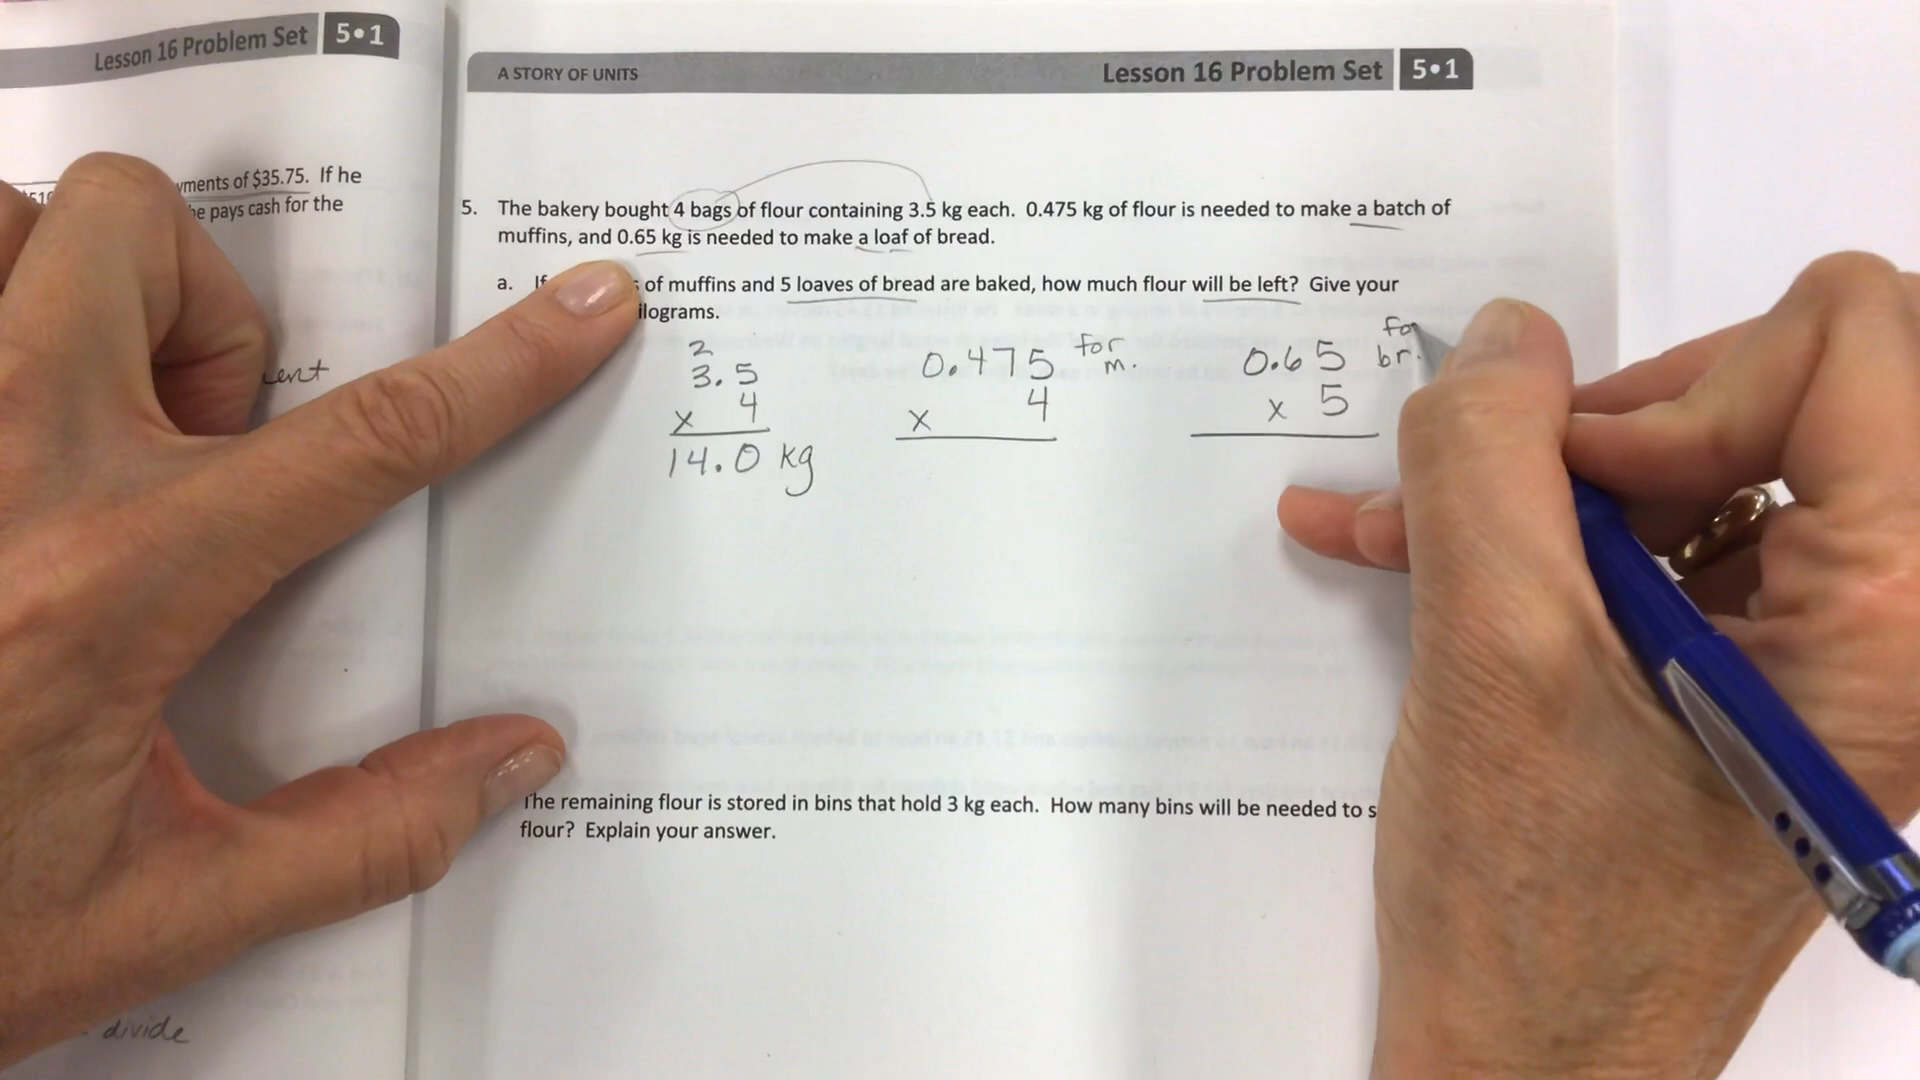 Lesson 16 Problem Set 5•1
yments of $35.75. If he
e pays cash for the
ent
divide
A STORY OF UNITS
Lesson 16 Problem Set 5•1
5. The bakery bought 4 bags of flour containing 3.5 kg each. 0.475 kg of flour is needed to make a batch of
muffins, and 0.65 kg is needed to make a loaf of bread.
a. If of muffins and 5 loaves of bread are baked, how much flour will be left? Give your
ilograms.
2
3.5
x 4
14.0 kg
0.475 for m.
x 4
0.65 for br.
x 5
The remaining flour is stored in bins that hold 3 kg each. How many bins will be needed to s
flour? Explain your answer.